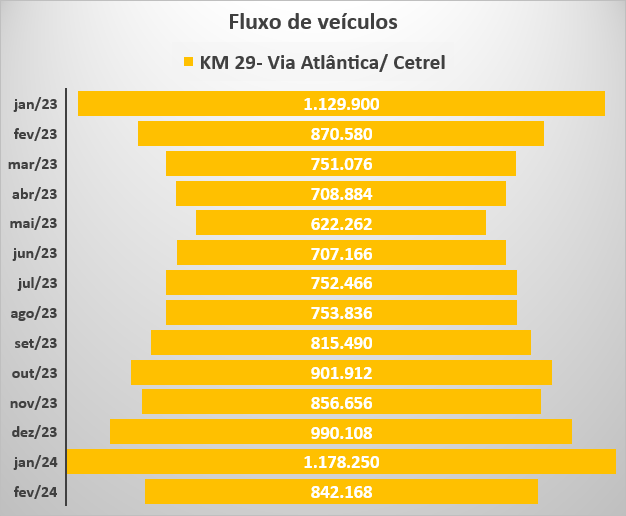 Fluxo de veículos
KM 29- Via Atlântica/ Cetrel
jan/23 1.129.900
fev/23 870.580
mar/23 751.076
abr/23 708.884
mai/23 622.262
jun/23 707.166
jul/23 752.466
ago/23 753.836
set/23 815.490
out/23 901.912
nov/23 856.656
dez/23 990.108
jan/24 1.178.250
fev/24 842.168